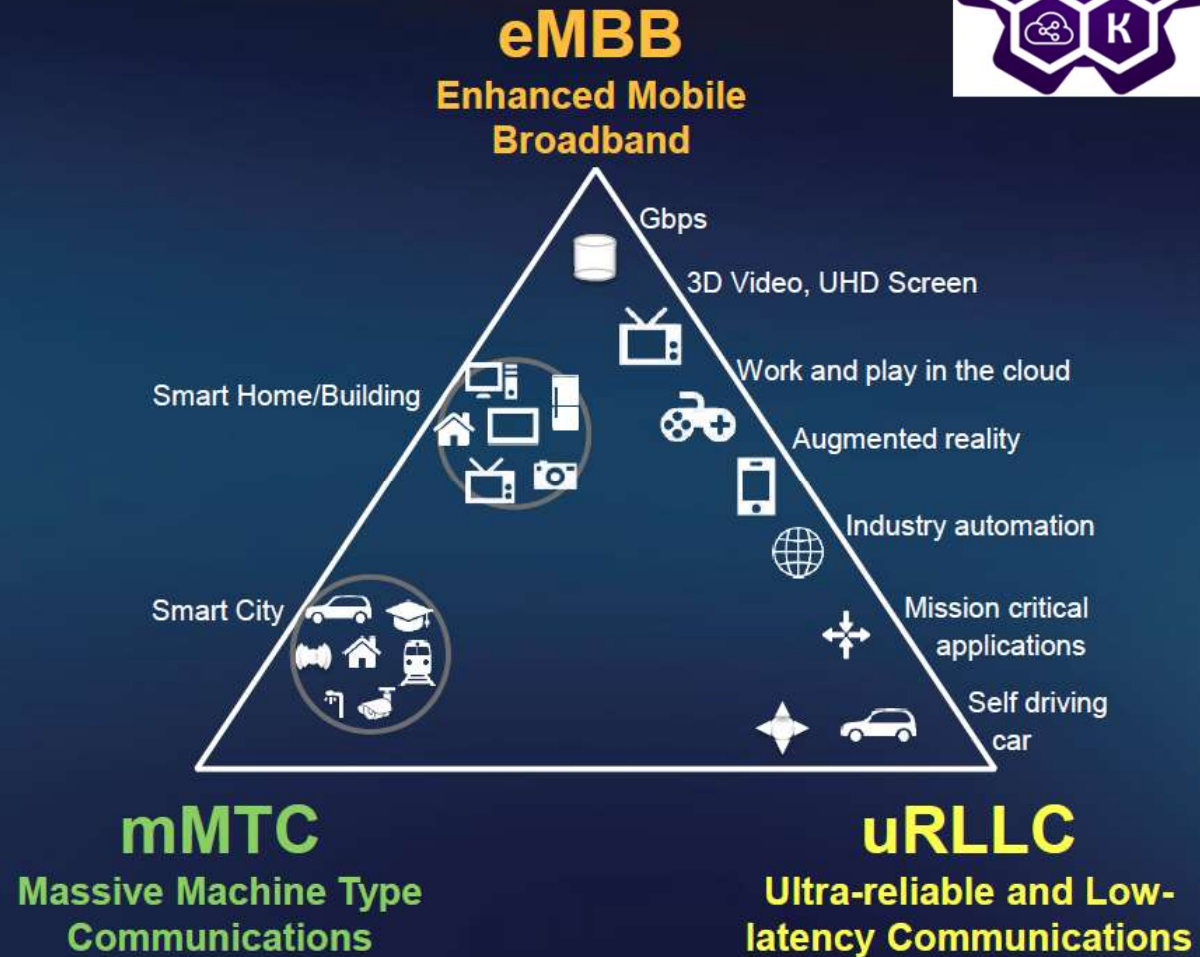 K
eMBB
Enhanced Mobile
Broadband
Gbps
3D Video, UHD Screen
Work and play in the cloud
Smart Home/Building
Augmented reality
Industry automation
Smart City
Mission critical
applications
Self driving
car
mMTC
Massive Machine Type
Communications
uRLLC
Ultra-reliable and Low-
latency Communications